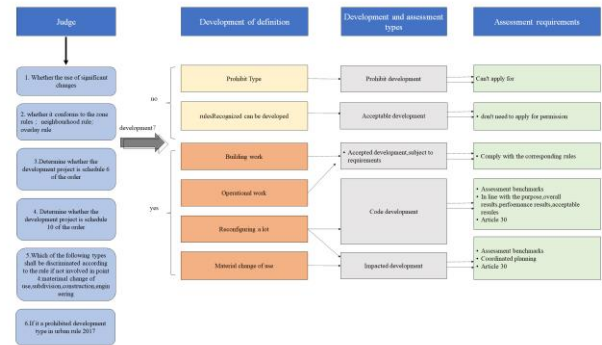 Judge
Development of definition
Development and assessment
types
Assessment requirements
1. Whether the use of significant
changes
2. whether it conforms to the zone
rules； neighbourhood rule;
overlay rule
3.Determine whether the
development project is schedule 6
of the order
4. Determine whether the
development project is schedule
10 of the order
5.Which of the following types
shall be discriminated according
to the rule if not involved in point
4:materizal change of
use,subdivison,construction,engin
eering
6.If it a prohibited development
type in urban rule 2017
no
development?
yes
Prohibit Type
rulesRecognized can be developed
Building work
Operational work
Reconfiguring a lot
Material change of use
Prohibit development
Acceptable development
Accepted development,subject to
requirements
Code development
Impacted development
Can't apply for
• don't need to apply for permission
• Comply with the corresponding rules
• Assessment benchmarks
• In line with the purpose,overall
results,performance results,acceptable
results
• Article 30
• Assessment benchmarks
• Coordinated planning
• Article 30